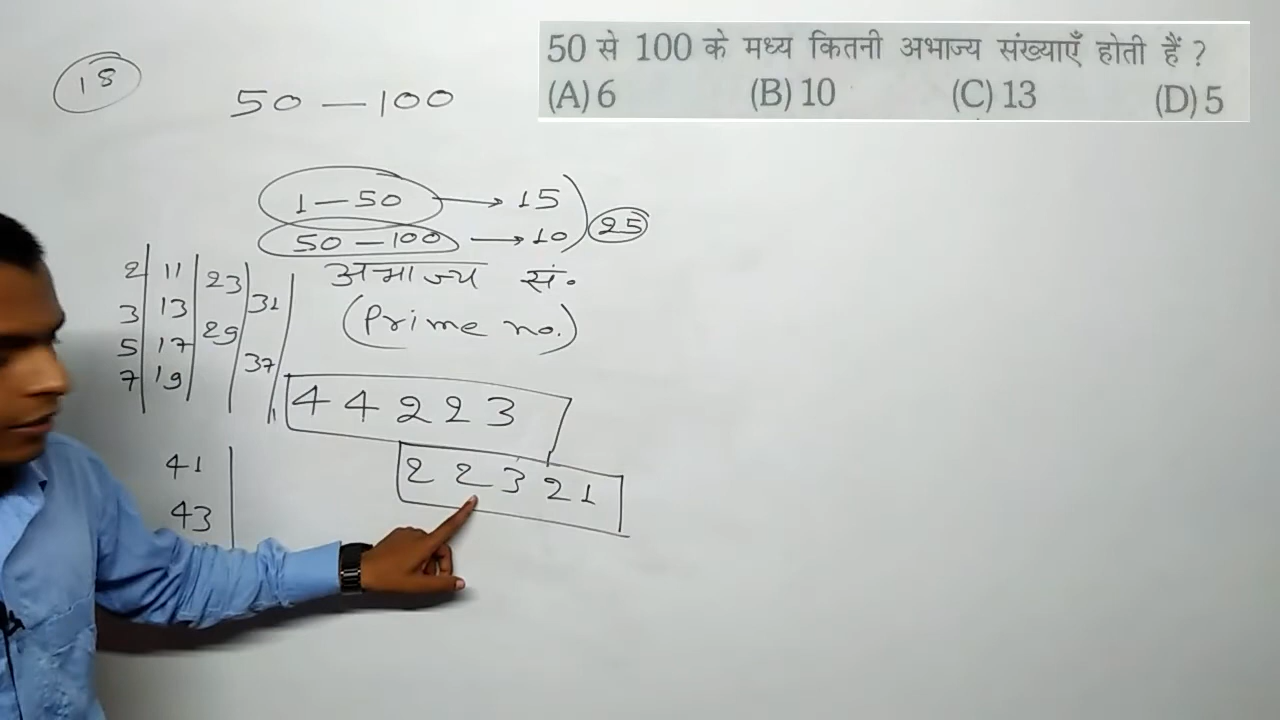 50 से 100 के मध्य कितनी अभाज्य संख्याएँ होती हैं ?
(A) 6 (B) 10 (C) 13 (D) 5
18
50 — 100
1 — 50 → 15
50 — 100 → 10
25
अभाज्य सं.
(Prime no.)
2 11 23 31
3 13 29 37
5 17
7 19
4 4 2 2 3
2 2 3 2 1
41
43